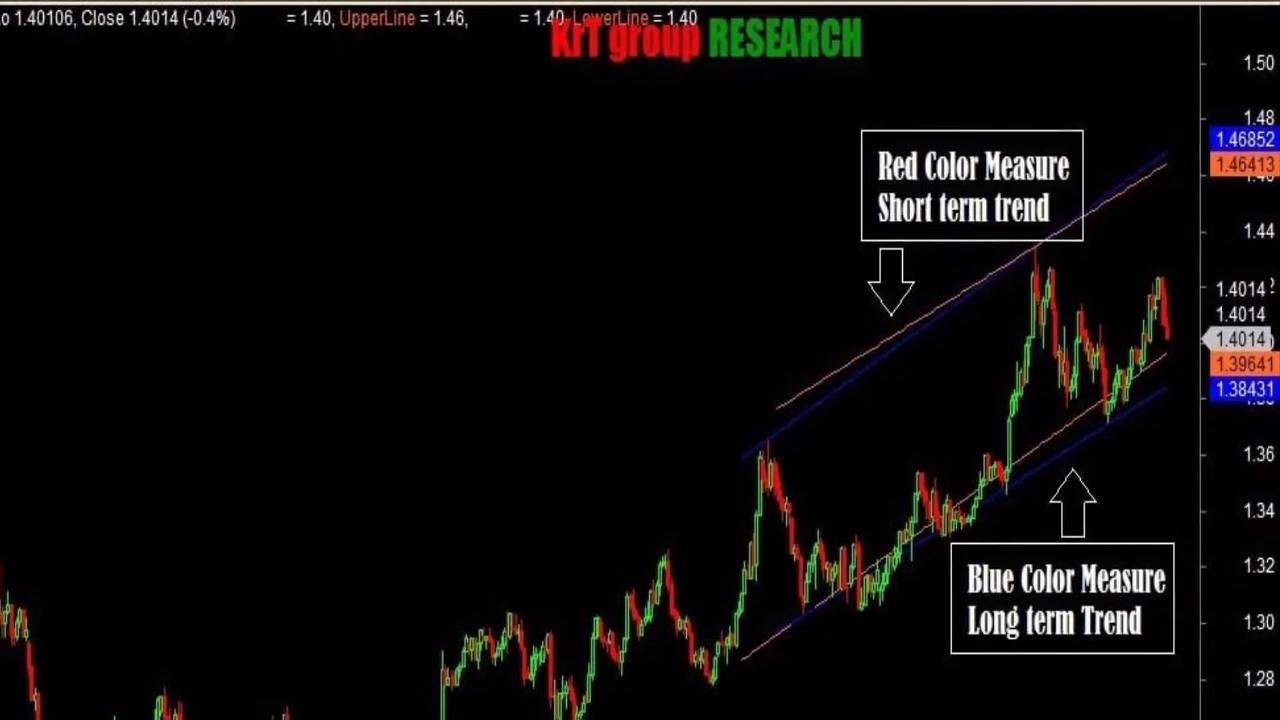 o 1.40106, Close 1.4014 (-0.4%) = 1.40, UpperLine = 1.46, = 1.40, LowerLine = 1.40
KrT group RESEARCH
1.50
1.48
1.46852
1.46413
1.44
1.4014
1.4014
1.4014
1.39641
1.38431
1.36
1.34
1.32
1.30
1.28
Red Color Measure
Short term trend
Blue Color Measure
Long term Trend